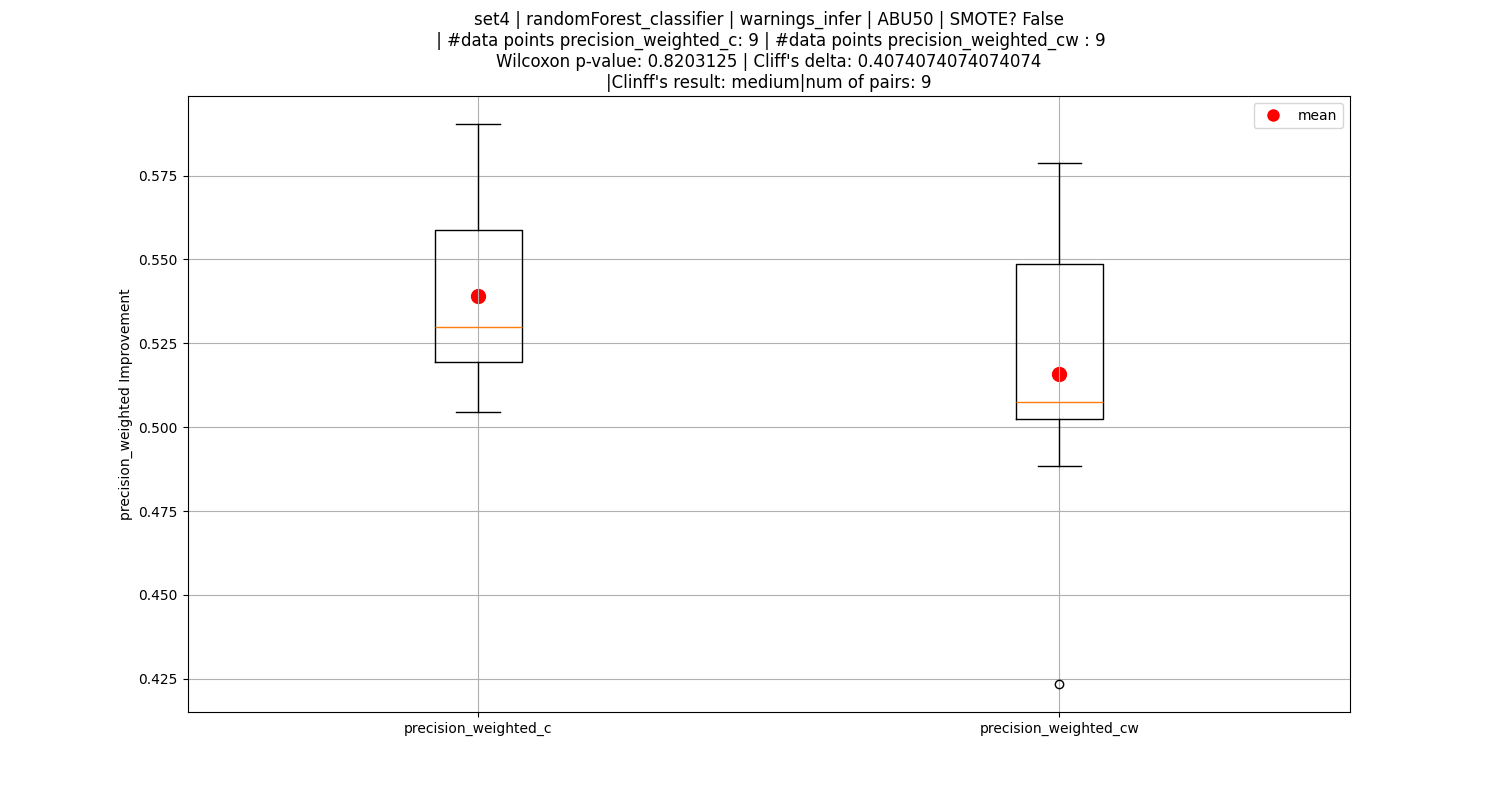 set4 | randomForest_classifier | warnings_infer | ABU50 | SMOTE? False
| #data points precision_weighted_c: 9 | #data points precision_weighted_cw : 9
Wilcoxon p-value: 0.8203125 | Cliff's delta: 0.4074074074074074
|Clinff's result: medium|num of pairs: 9
mean
precision_weighted Improvement
0.575
0.550
0.525
0.500
0.475
0.450
0.425
precision_weighted_c
precision_weighted_cw